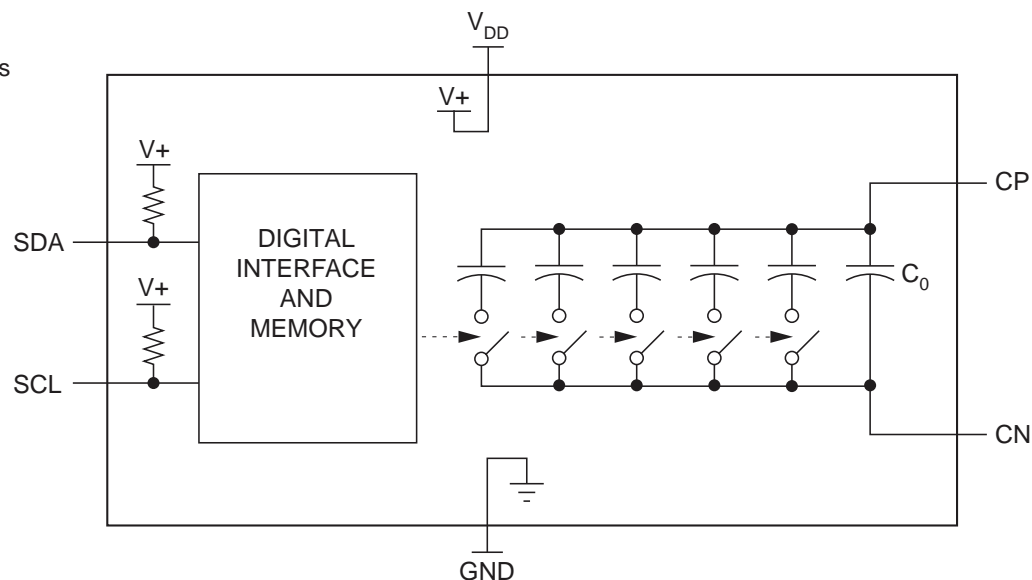 V_DD
V+
V+
SDA
V+
SCL
DIGITAL
INTERFACE
AND
MEMORY
CP
C_0
CN
GND